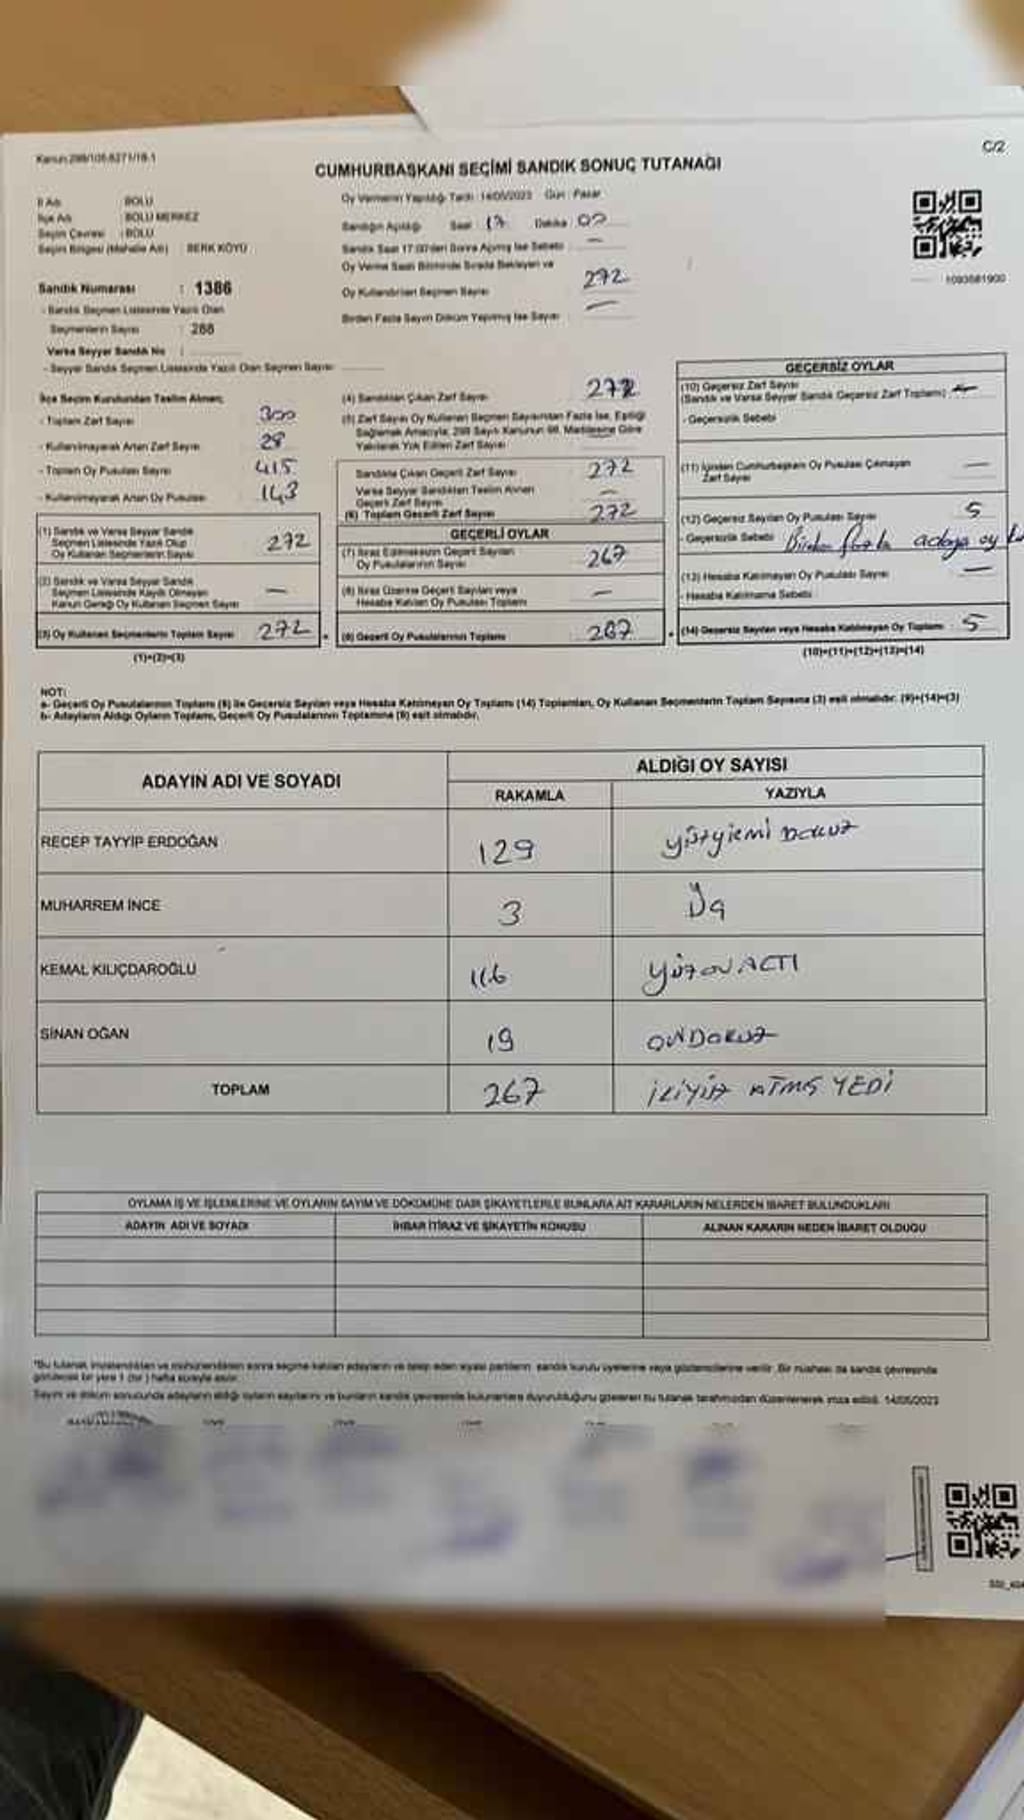 Kanun:298/105.6271/18.1
C/2
CUMHURBAŞKANI SEÇİMİ SANDIK SONUÇ TUTANAĞI
İl Adı : BOLU
İlçe Adı : BOLU MERKEZ
Seçim Çevresi : BOLU
Seçim Bölgesi (Mahalle Adı) : BERK KÖYÜ
Sandık Numarası : 1386
- Sandık Seçmen Listesinde Yazılı Olan
Seçmenlerin Sayısı : 288
Varsa Seyyar Sandık No :
- Seyyar Sandık Seçmen Listesinde Yazılı Olan Seçmen Sayısı
Oy Vermenin Yapıldığı Tarih: 14/05/2023 Gün : Pazar
Sandığın Açıldığı Saat 17 Dakika 00
Sandık Saat 17:00'den Sonra Açılmış İse Sebebi —
Oy Verme Saati Bitiminde Sırada Bekleyen ve
Oy Kullandırılan Seçmen Sayısı 272
Birden Fazla Sayım Döküm Yapılmış İse Sayısı —
1093581900
İlçe Seçim Kurulundan Teslim Alınan;
- Toplam Zarf Sayısı 300
- Kullanılmayarak Artan Zarf Sayısı 28
- Toplam Oy Pusulası Sayısı 415
- Kullanılmayarak Artan Oy Pusulası 143
(1) Sandık ve Varsa Seyyar Sandık
Seçmen Listesinde Yazılı Olup
Oy Kullanan Seçmenlerin Sayısı 272
(2) Sandık ve Varsa Seyyar Sandık
Seçmen Listesinde Kayıtlı Olmayan
Kanun Gereği Oy Kullanan Seçmen Sayısı —
(3) Oy Kullanan Seçmenlerin Toplam Sayısı 272
(1)+(2)=(3)
(4) Sandıktan Çıkan Zarf Sayısı 272
(5) Zarf Sayısı Oy Kullanan Seçmen Sayısından Fazla İse, Eşitliği
Sağlamak Amacıyla; 298 Sayılı Kanunun 98. Maddesine Göre
Yakılarak Yok Edilen Zarf Sayısı
Sandıkta Çıkan Geçerli Zarf Sayısı 272
Varsa Seyyar Sandıktan Teslim Alınan
Geçerli Zarf Sayısı —
(6) Toplam Geçerli Zarf Sayısı 272
GEÇERLİ OYLAR
(7) İtiraz Edilmeksizin Geçerli Sayılan
Oy Pusulalarının Sayısı 267
(8) İtiraz Üzerine Geçerli Sayılan veya
Hesaba Katılan Oy Pusulası Toplamı —
(9) Geçerli Oy Pusulalarının Toplamı 267
GEÇERSİZ OYLAR
(10) Geçersiz Zarf Sayısı
(Sandık ve Varsa Seyyar Sandık Geçersiz Zarf Toplamı) —
- Geçersizlik Sebebi
(11) İçinden Cumhurbaşkanı Oy Pusulası Çıkmayan
Zarf Sayısı —
(12) Geçersiz Sayılan Oy Pusulası Sayısı 5
- Geçersizlik Sebebi Birden fazla adaya oy
(13) Hesaba Katılmayan Oy Pusulası Sayısı —
- Hesaba Katılmama Sebebi
(14) Geçersiz Sayılan veya Hesaba Katılmayan Oy Toplamı 5
(10)+(11)+(12)+(13)=(14)
NOT:
a- Geçerli Oy Pusulalarının Toplamı (9) ile Geçersiz Sayılan veya Hesaba Katılmayan Oy Toplamı (14) Toplamları, Oy Kullanan Seçmenlerin Toplam Sayısına (3) eşit olmalıdır. (9)+(14)=(3)
b- Adayların Aldığı Oyların Toplamı, Geçerli Oy Pusulalarının Toplamına (9) eşit olmalıdır.
ADAYIN ADI VE SOYADI
ALDIĞI OY SAYISI
RAKAMLA YAZIYLA
RECEP TAYYİP ERDOĞAN 129 yüzyirmi DOKUZ
MUHARREM İNCE 3 Üç
KEMAL KILIÇDAROĞLU 116 YÜZONALTI
SİNAN OĞAN 19 ONDOKUZ
TOPLAM 267 İKİYÜZ ATMIŞ YEDİ
OYLAMA İŞ VE İŞLEMLERİNE VE OYLARIN SAYIM VE DÖKÜMÜNE DAİR ŞİKAYETLERLE BUNLARA AİT KARARLARIN NELERDEN İBARET BULUNDUKLARI
ADAYIN ADI VE SOYADI İHBAR İTİRAZ VE ŞİKAYETİN KONUSU ALINAN KARARIN NEDEN İBARET OLDUĞU
"Bu tutanak imzalandıktan ve mühürlendikten sonra seçime katılan adayların ve talep eden siyasi partilerin sandık kurulu üyelerine veya gözlemcilerine verilir. Bir nüshası da sandık çevresinde
görülecek bir yere 1 (bir) hafta süreyle asılır.
Sayım ve döküm sonucunda adayların aldığı oyların sayılarını ve bunların sandık çevresinde bulunanlara duyurulduğunu gösteren bu tutanak tarafımızdan düzenlenerek imza edildi. 14/05/2023